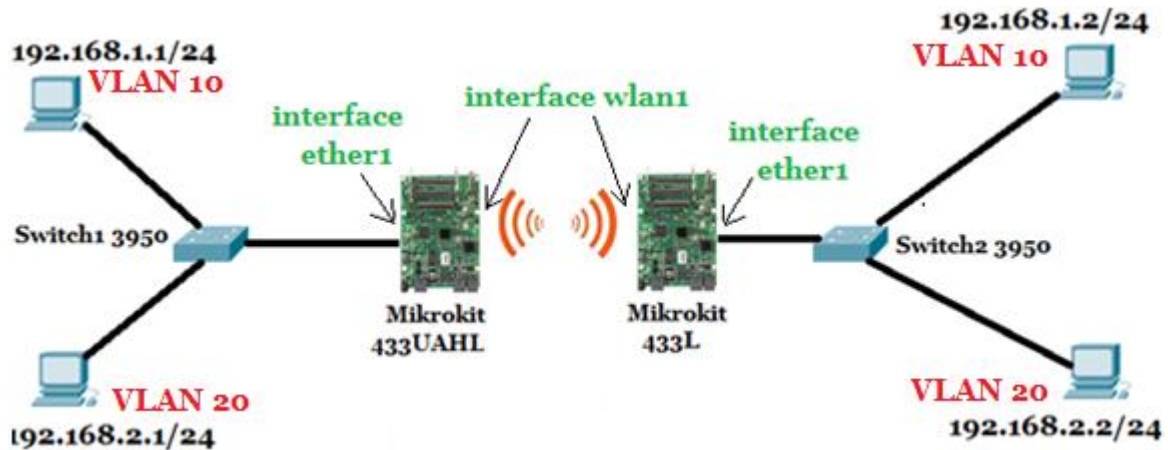 192.168.1.1/24
VLAN 10
192.168.1.2/24
VLAN 10
interface wlan1
interface
ether1
interface
ether1
Switch1 3950
Switch2 3950
Mikrokit
433UAHL
Mikrokit
433L
VLAN 20
192.168.2.1/24
VLAN 20
192.168.2.2/24